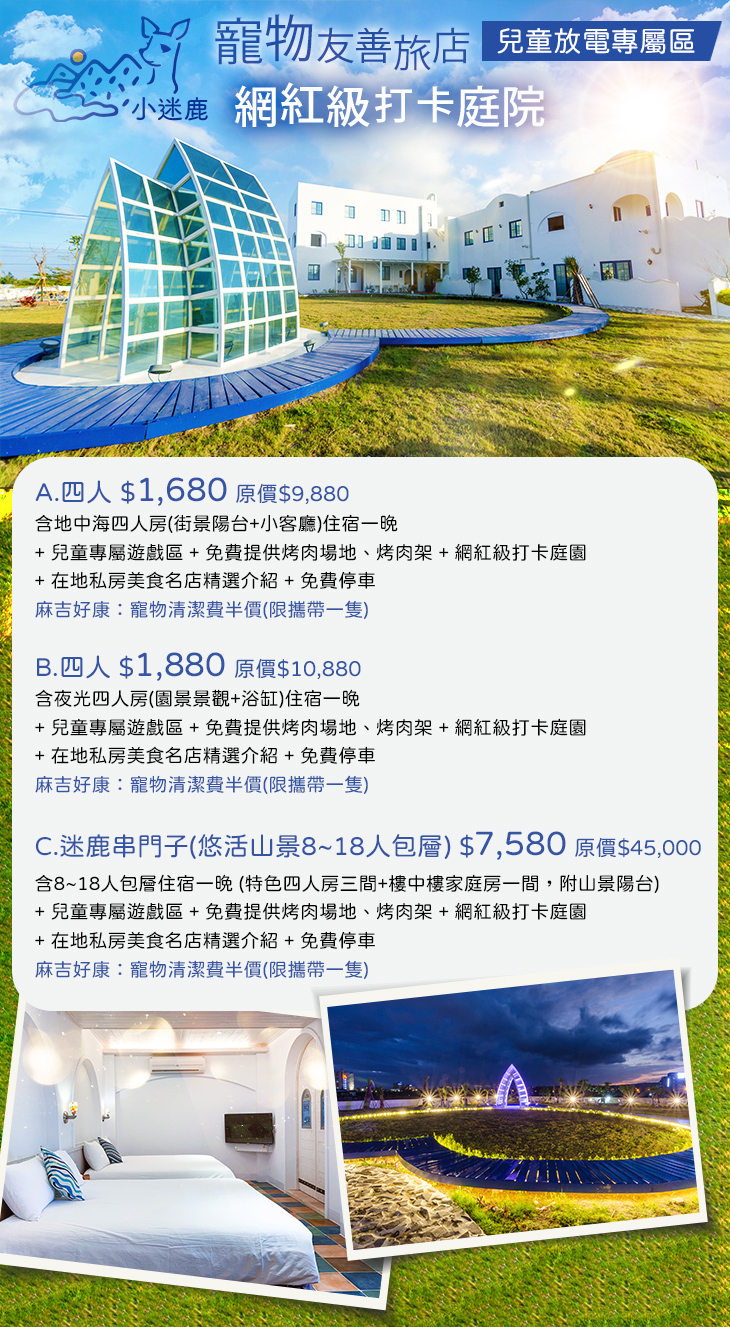 寵物友善旅店 兒童放電專屬區
小迷鹿 網紅級打卡庭院
A.四人 $1,680 原價$9,880
含地中海四人房(街景陽台+小客廳)住宿一晚
+ 兒童專屬遊戲區 + 免費提供烤肉場地、烤肉架 + 網紅級打卡庭園
+ 在地私房美食名店精選介紹 + 免費停車
麻吉好康：寵物清潔費半價(限攜帶一隻)
B.四人 $1,880 原價$10,880
含夜光四人房(園景景觀+浴缸)住宿一晚
+ 兒童專屬遊戲區 + 免費提供烤肉場地、烤肉架 + 網紅級打卡庭園
+ 在地私房美食名店精選介紹 + 免費停車
麻吉好康：寵物清潔費半價(限攜帶一隻)
C.迷鹿串門子(悠活山景8~18人包層) $7,580 原價$45,000
含8~18人包層住宿一晚 (特色四人房三間+樓中樓家庭房一間，附山景陽台)
+ 兒童專屬遊戲區 + 免費提供烤肉場地、烤肉架 + 網紅級打卡庭園
+ 在地私房美食名店精選介紹 + 免費停車
麻吉好康：寵物清潔費半價(限攜帶一隻)